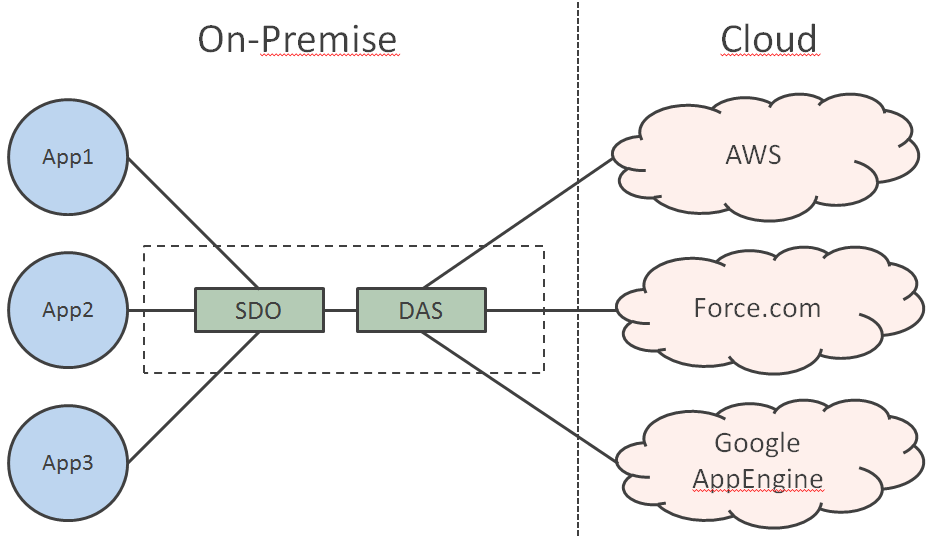 On-Premise
Cloud
App1
AWS
App2
SDO
DAS
Force.com
App3
Google
AppEngine